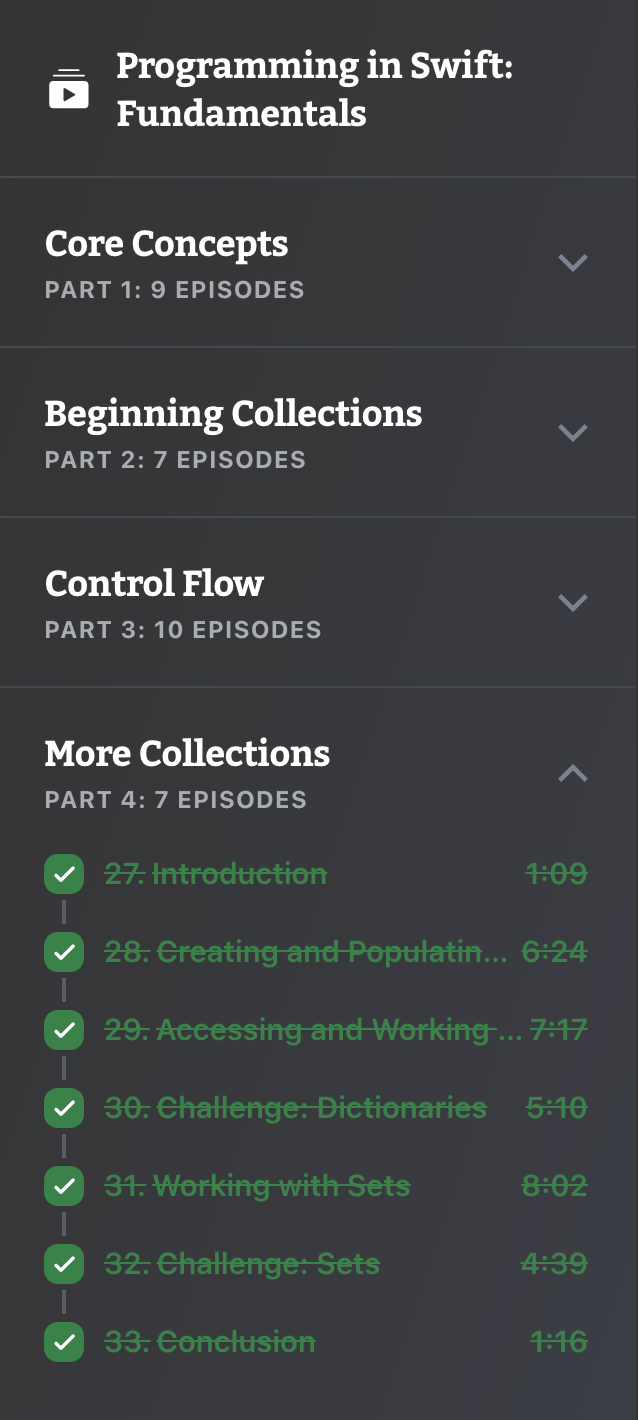 Programming in Swift:
Fundamentals
Core Concepts
PART 1: 9 EPISODES
Beginning Collections
PART 2: 7 EPISODES
Control Flow
PART 3: 10 EPISODES
More Collections
PART 4: 7 EPISODES
27. Introduction 1:09
28. Creating and Populatin... 6:24
29. Accessing and Working ... 7:17
30. Challenge: Dictionaries 5:10
31. Working with Sets 8:02
32. Challenge: Sets 4:39
33. Conclusion 1:16